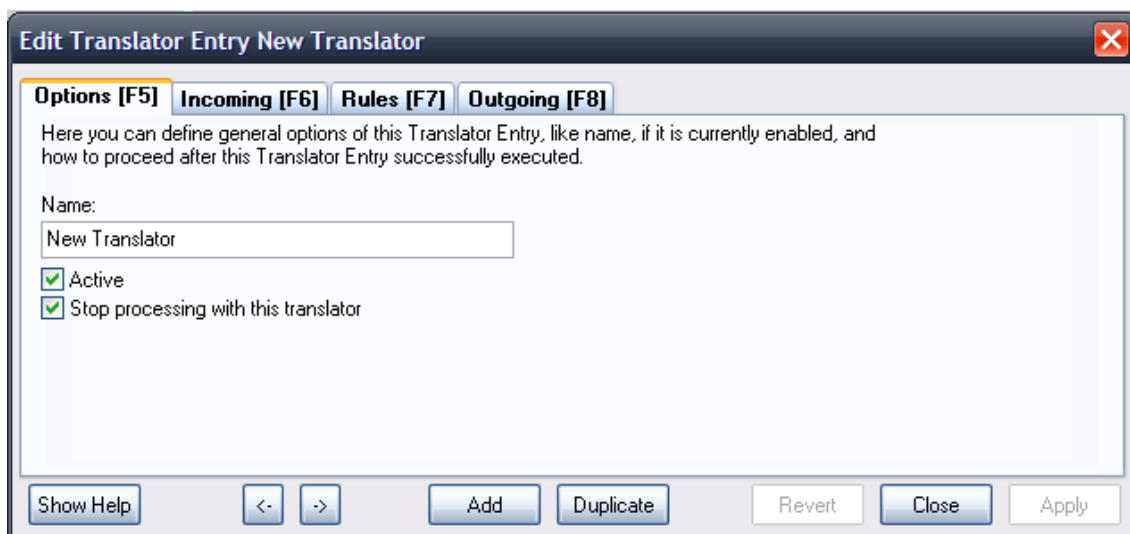 Edit Translator Entry New Translator
Options [F5] Incoming [F6] Rules [F7] Outgoing [F8]
Here you can define general options of this Translator Entry, like name, if it is currently enabled, and
how to proceed after this Translator Entry successfully executed.
Name:
New Translator
Active
Stop processing with this translator
Show Help <- -> Add Duplicate Revert Close Apply